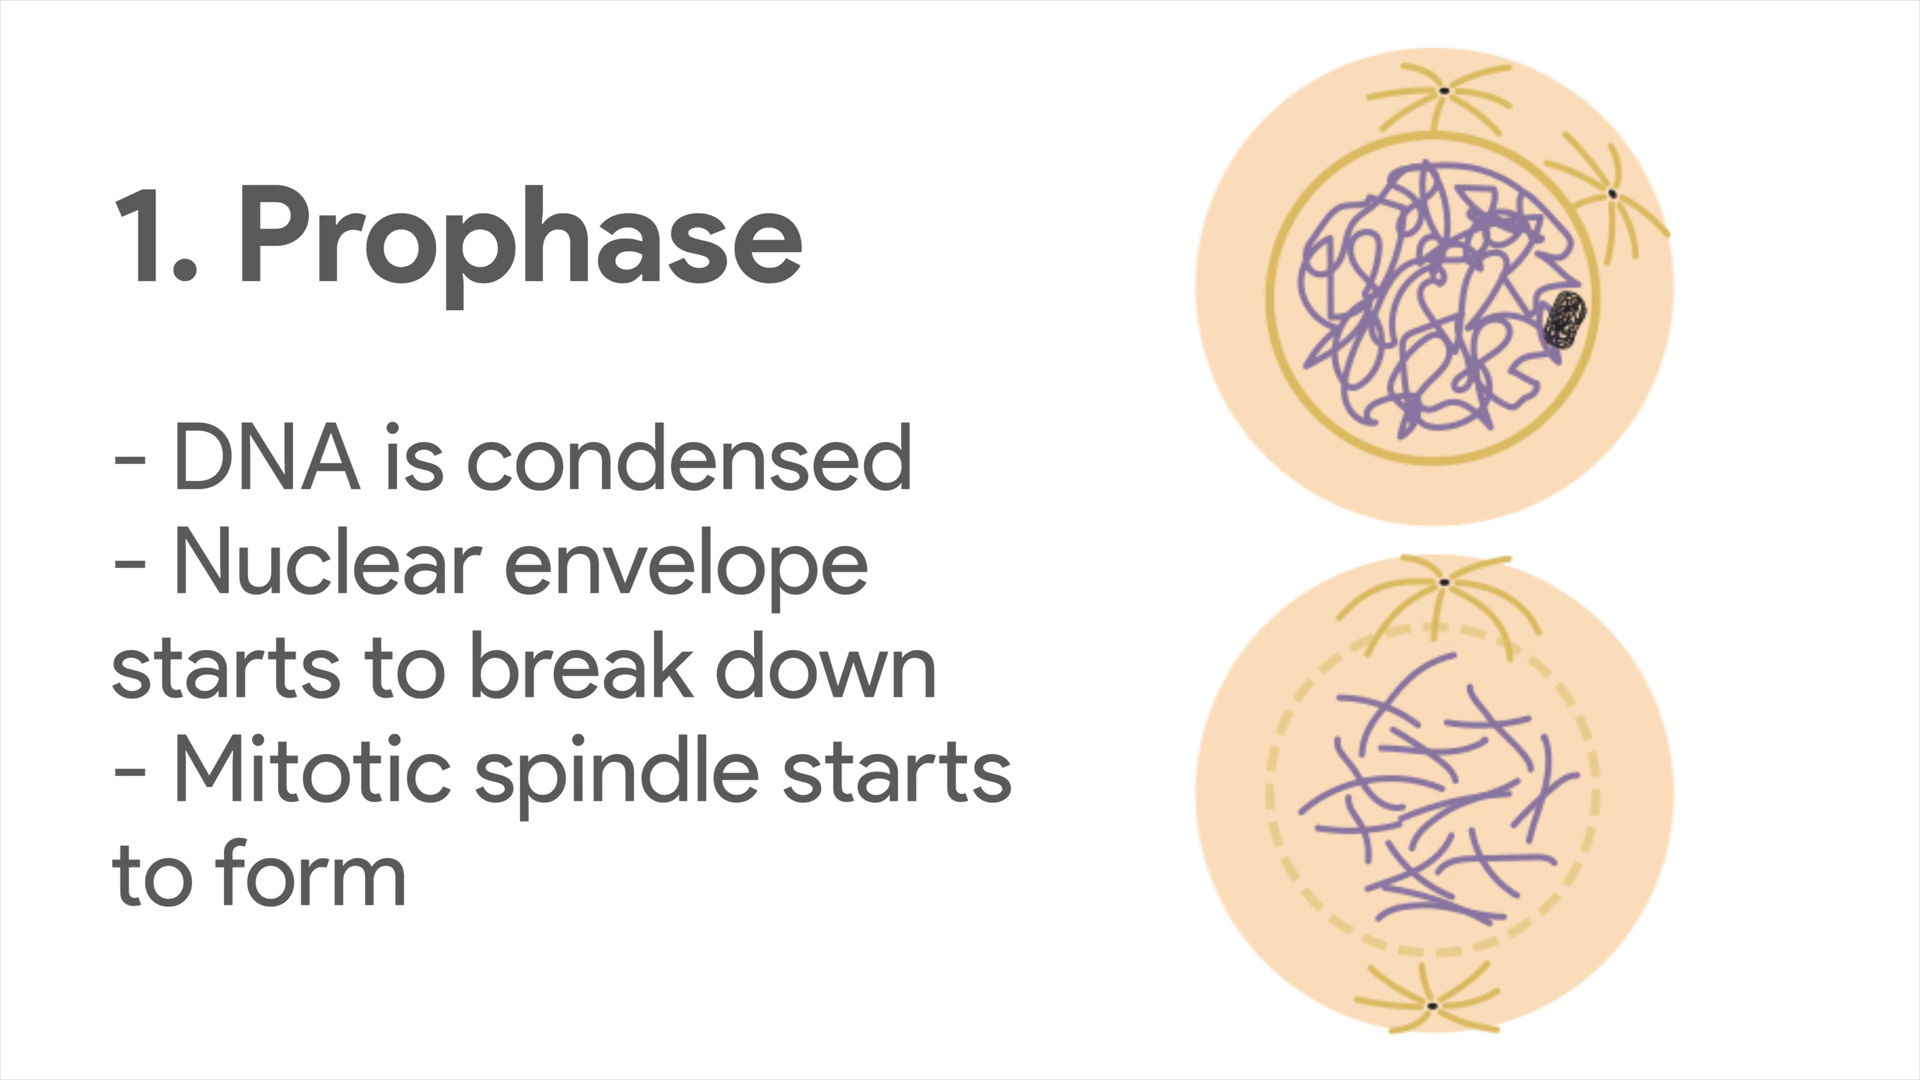 1. Prophase
- DNA is condensed
- Nuclear envelope
starts to break down
- Mitotic spindle starts
to form